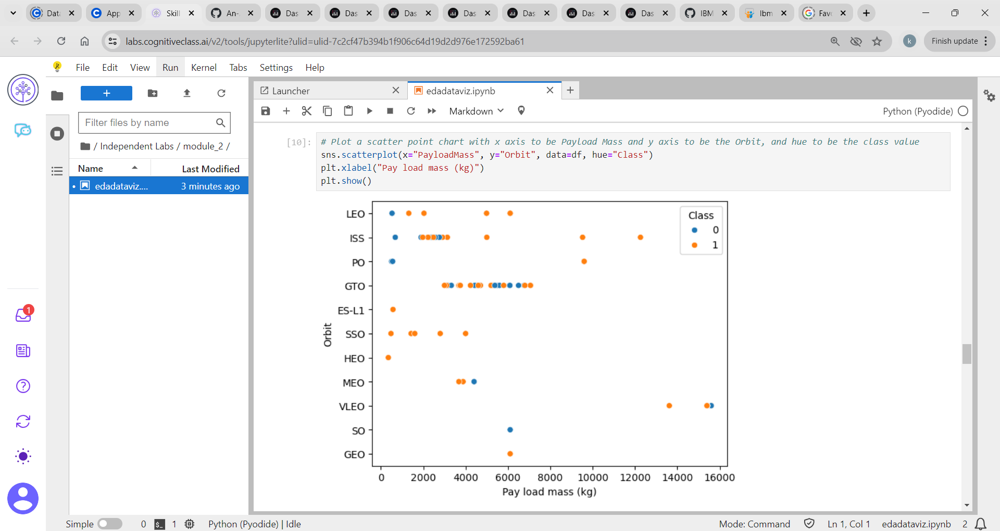 Dat
App
Skill
An-
Das
Das
Das
Das
Das
Das
Das
IBM
Ibm
Fav
labs.cognitiveclass.ai/v2/tools/jupyterlite?ulid=ulid-7c2cf47b394b1f906c64d19d2d976e172592ba61
k
Finish update
File Edit View Run Kernel Tabs Settings Help
Launcher
edadataviz.ipynb
Markdown
Python (Pyodide)
Filter files by name
/ Independent Labs / module_2 /
Name Last Modified
edadataviz.... 3 minutes ago
1
[10]:
# Plot a scatter point chart with x axis to be Payload Mass and y axis to be the Orbit, and hue to be the class value
sns.scatterplot(x="PayloadMass", y="Orbit", data=df, hue="Class")
plt.xlabel("Pay load mass (kg)")
plt.show()
LEO
ISS
PO
GTO
ES-L1
SSO
HEO
MEO
VLEO
SO
GEO
Orbit
Class
0
1
0 2000 4000 6000 8000 10000 12000 14000 16000
Pay load mass (kg)
Simple 0 $_ 1 Python (Pyodide) | Idle Mode: Command Ln 1, Col 1 edadataviz.ipynb 2